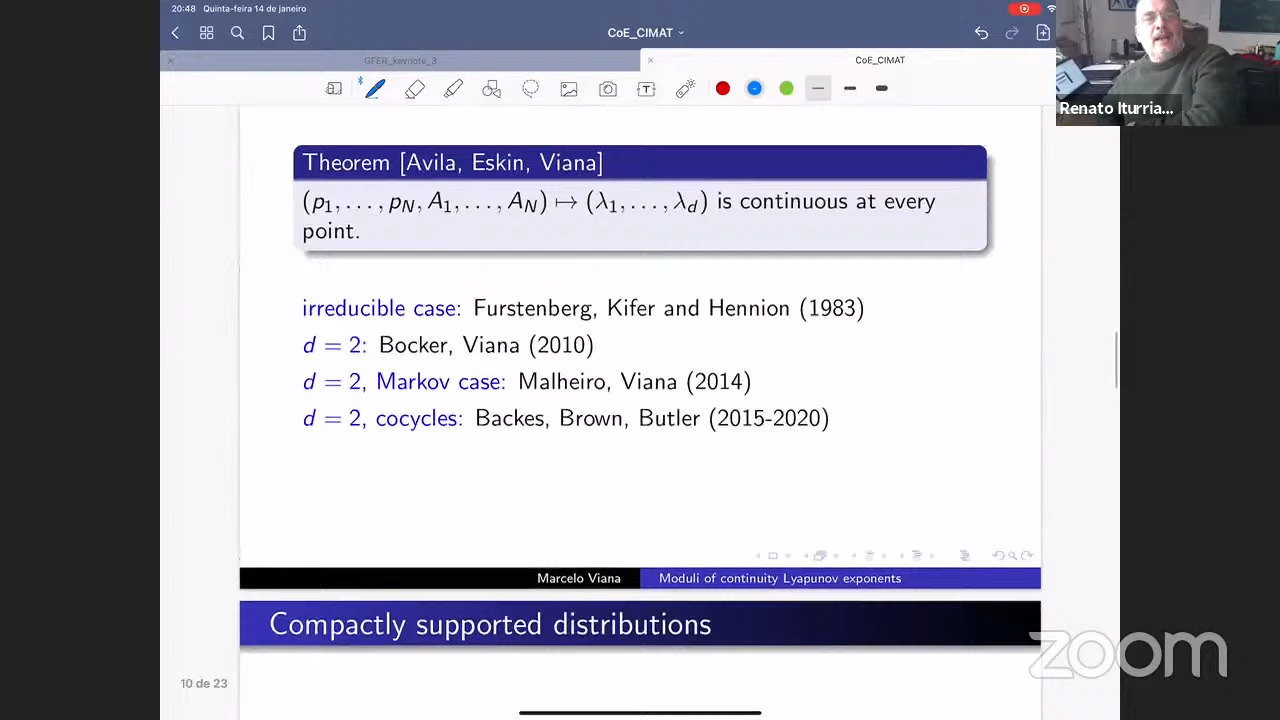 20:48 Quinta-feira 14 de janeiro
CoE_CIMAT
GFER_keynote_3
CoE_CIMAT
T
Renato Iturria...
Theorem [Avila, Eskin, Viana]
(p₁, . . . , p_N, A₁, . . . , A_N) ↦ (λ₁, . . . , λ_d) is continuous at every
point.
irreducible case: Furstenberg, Kifer and Hennion (1983)
d = 2: Bocker, Viana (2010)
d = 2, Markov case: Malheiro, Viana (2014)
d = 2, cocycles: Backes, Brown, Butler (2015-2020)
Marcelo Viana Moduli of continuity Lyapunov exponents
Compactly supported distributions
10 de 23
zoom